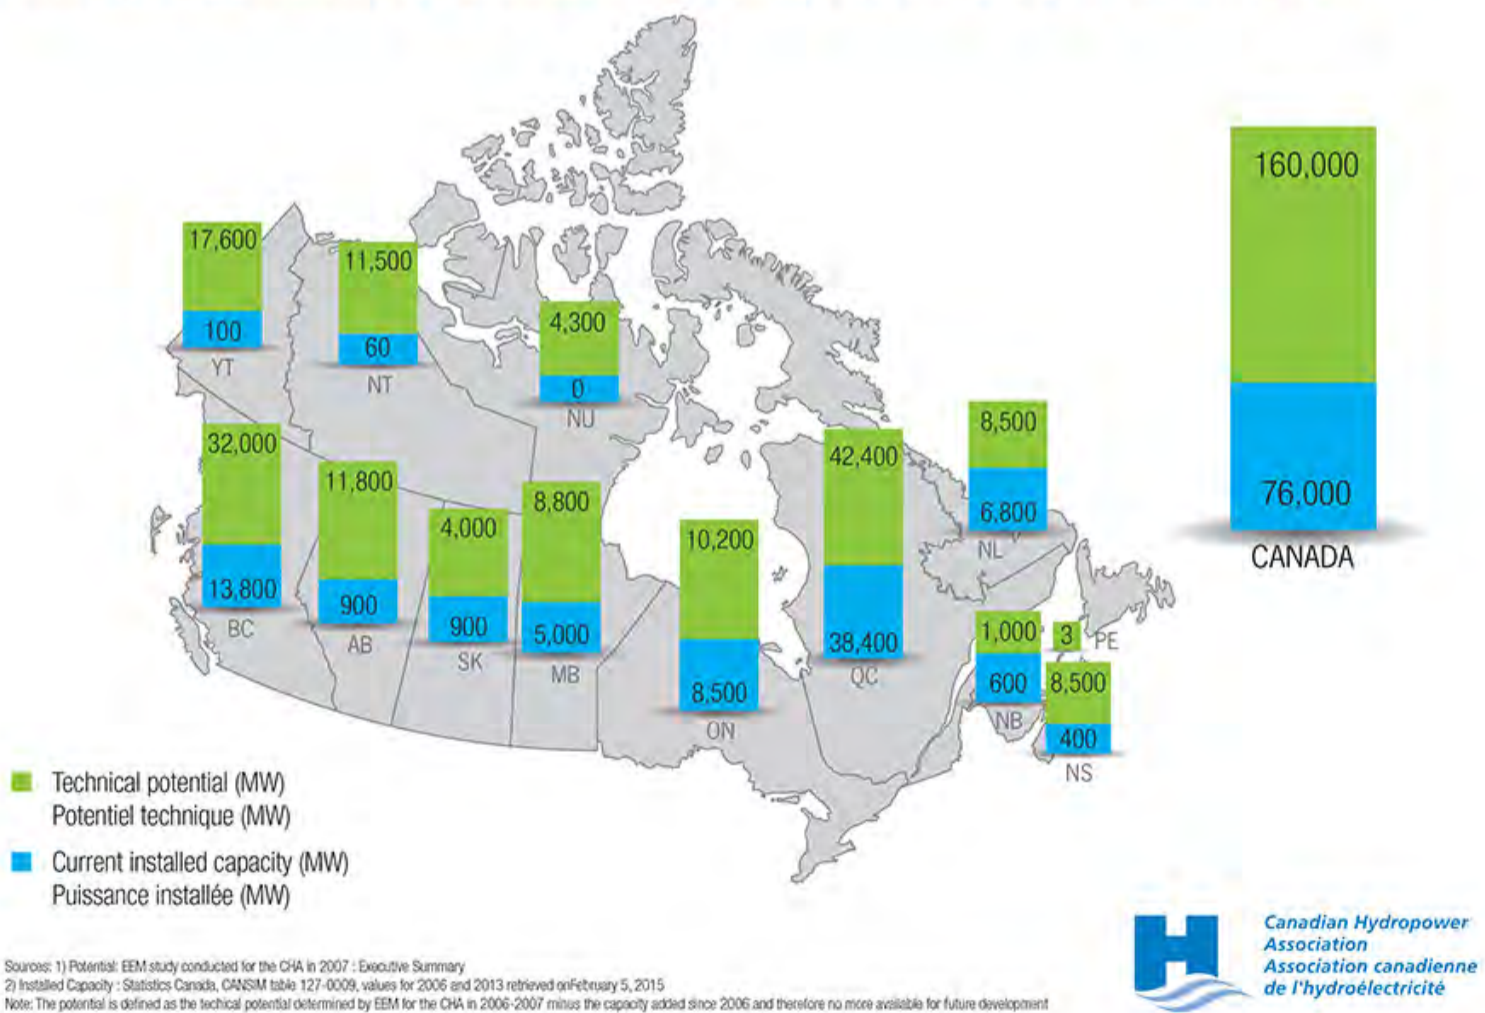 160,000
17,600
11,500
4,300
100
60
0
YT
NT
NU
8,500
32,000
42,400
11,800
76,000
8,800
6,800
4,000
10,200
NL
CANADA
13,800
900
900
5,000
38,400
1,000
3
PE
BC
AB
SK
MB
QC
600
8,500
8,500
NB
ON
400
NS
Technical potential (MW)
Potentiel technique (MW)
Current installed capacity (MW)
Puissance installée (MW)
Canadian Hydropower
Association
Association canadienne
de l'hydroélectricité
Sources: 1) Potential: EEM study conducted for the CHA in 2007 : Executive Summary
2) Installed Capacity : Statistics Canada, CANSIM table 127-0009, values for 2006 and 2013 retrieved onFebruary 5, 2015
Note: The potential is defined as the techical potential determined by EEM for the CHA in 2006-2007 minus the capacity added since 2006 and therefore no more available for future development